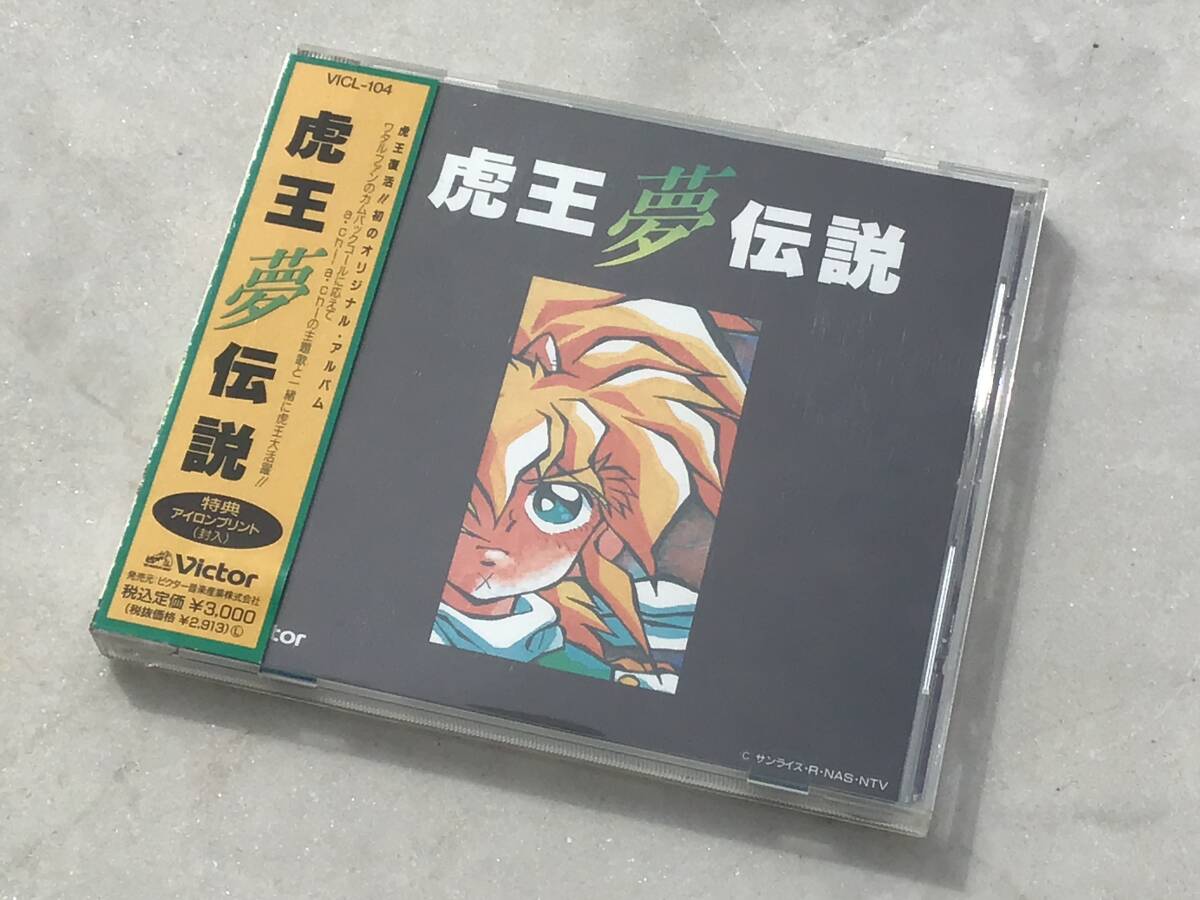 VICL-104
虎王夢伝説
虎王復活!!初のオリジナル・アルバム
ワタルファンのカムバックコールに応えて
a・chi-a・chiの主題歌と一緒に虎王大活躍!!
特典
アイロンプリント
(封入)
Victor
発売元:ビクター音楽産業株式会社
税込定価 ¥3,000
(税抜価格 ¥2,913)Ⓛ
虎王夢伝説
tor
C サンライズ・R・NAS・NTV